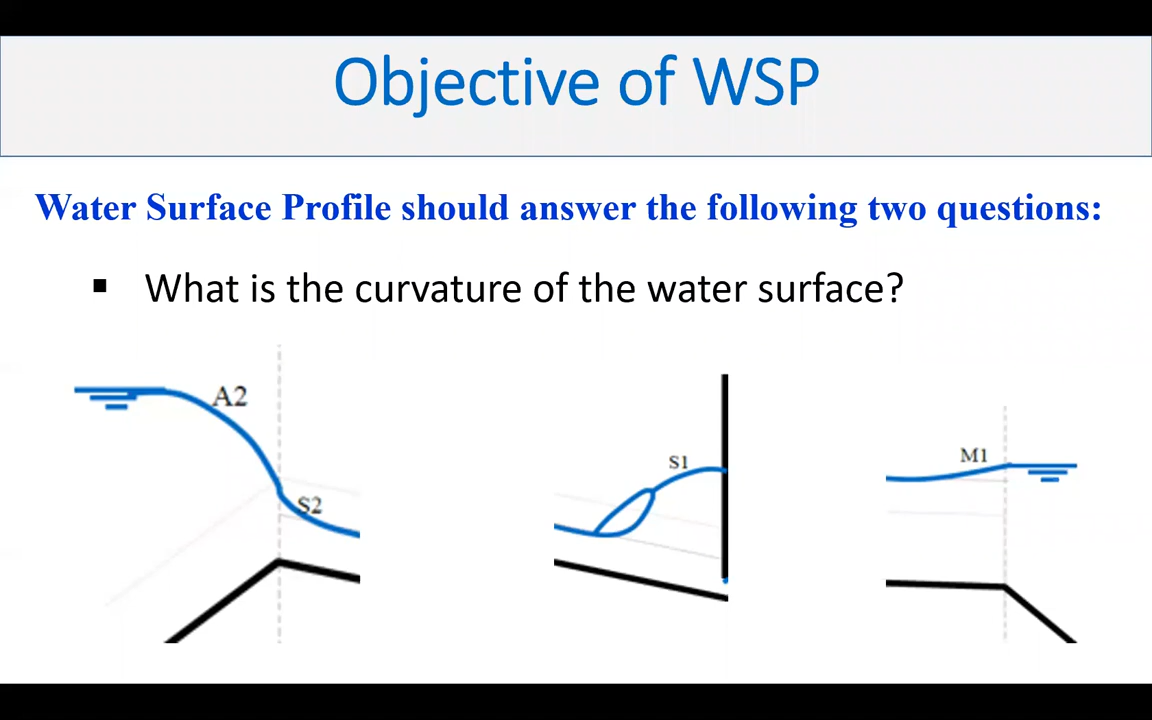 Objective of WSP
Water Surface Profile should answer the following two questions:
▪ What is the curvature of the water surface?
A2
S2
S1
M1